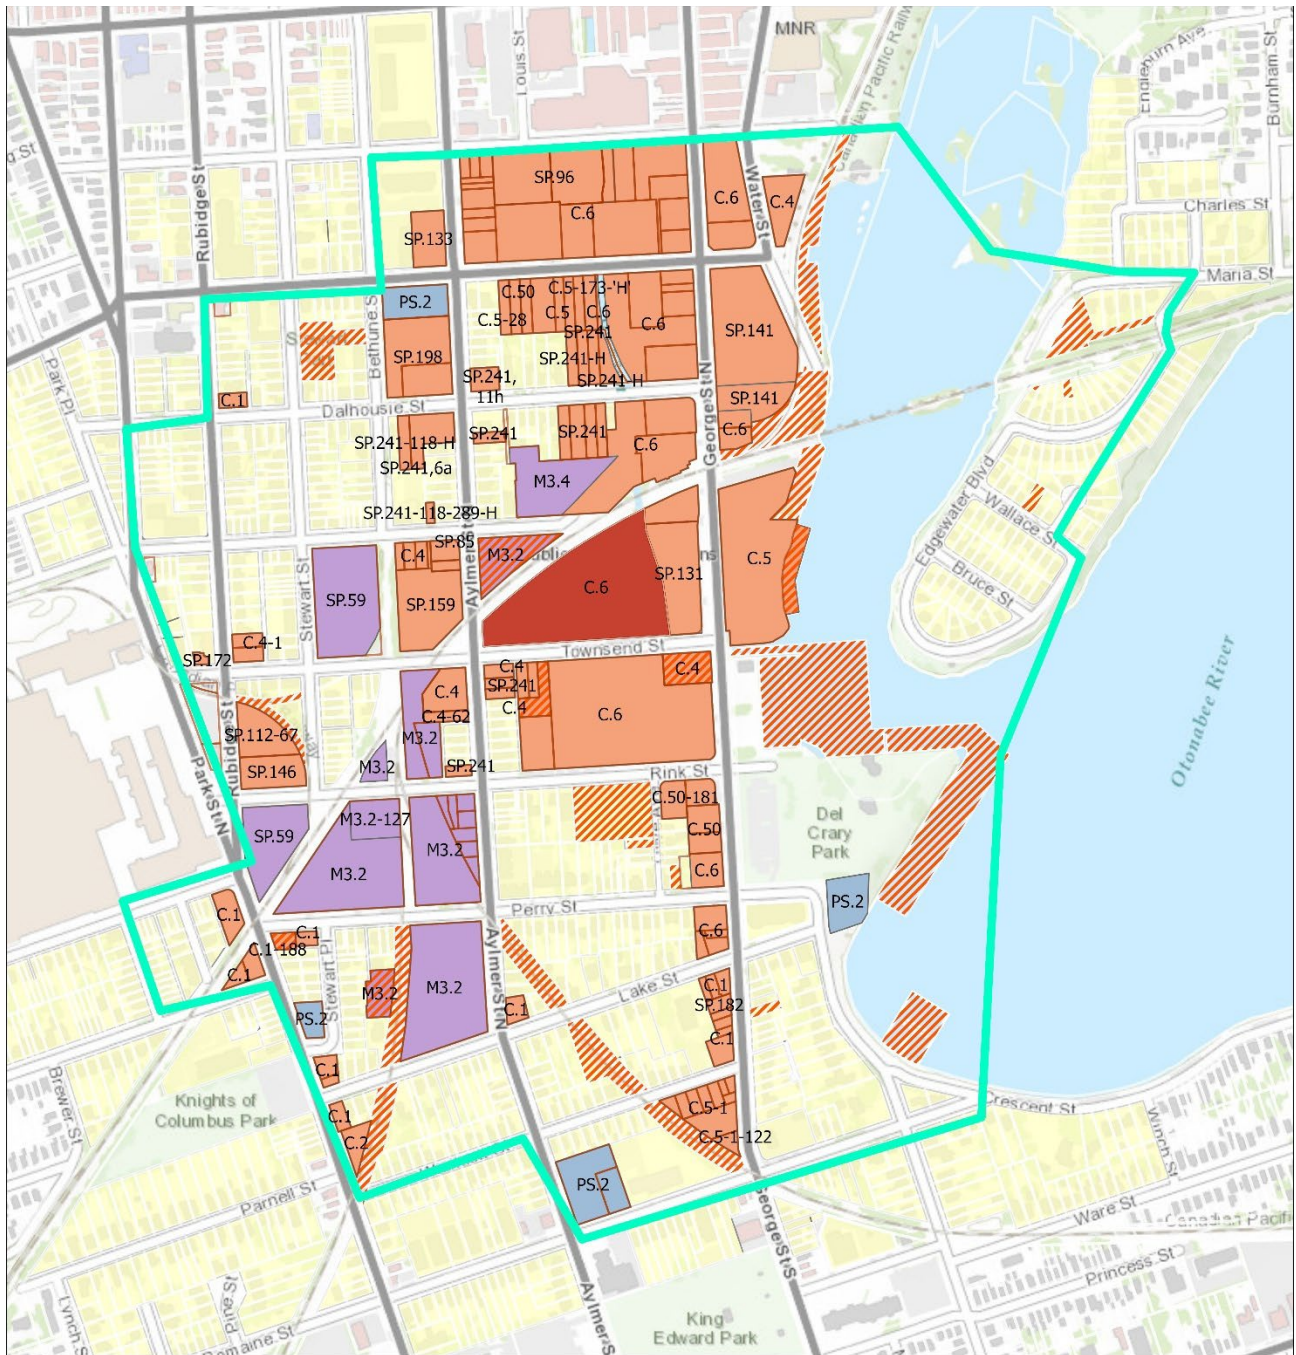 MNR
Louis St
Canadian Pacific Railw
Engleburn Ave
Burnham St
Rubidge St
Water St
Charles St
Maria St
SP.96
C.6
C.6
C.4
SP.133
PS.2
C.50
C.5-173-'H'
C.5-28
C.5
C.6
SP.241
C.6
SP.141
Bethune S
SP.198
SP.241-H
SP.241-H
SP.241,
11h
SP.141
Park Pl
C.1
Dalhousie St
George St N
C.6
SP.241-118-H
SP.241
SP.241
C.6
SP.241,6a
M3.4
SP.241-118-289-H
Aylmer St
Edgewater Blvd
Wallace St
Bruce St
C.4
SP.85
M3.2
C.5
Stewart St
SP.59
SP.159
C.6
SP.131
C.4-1
SP.172
Townsend St
C.4
C.4
SP.241
C.4
C.4
C.4-62
C.6
Otonabee River
SP.112-67
M3.2
M3.2
SP.146
SP.241
Rink St
Rubidge St
Park St N
SP.59
M3.2-127
M3.2
M3.2
C.50-181
C.50
C.6
Del
Crary
Park
PS.2
Perry St
C.1
C.1
C.1-188
C.1
Stewart Pl
M3.2
M3.2
PS.2
Aylmer St N
C.1
Lake St
C.6
C.1
SP.182
C.1
C.1
C.1
C.2
C.5-1
C.5-1-122
Crescent St
Winch St
Brewer St
Knights of
Columbus Park
Parnell St
PS.2
George St S
Ware St
Canadian Pacific
Princess St
Lynch S
Romaine St
Aylmer S
King
Edward Park